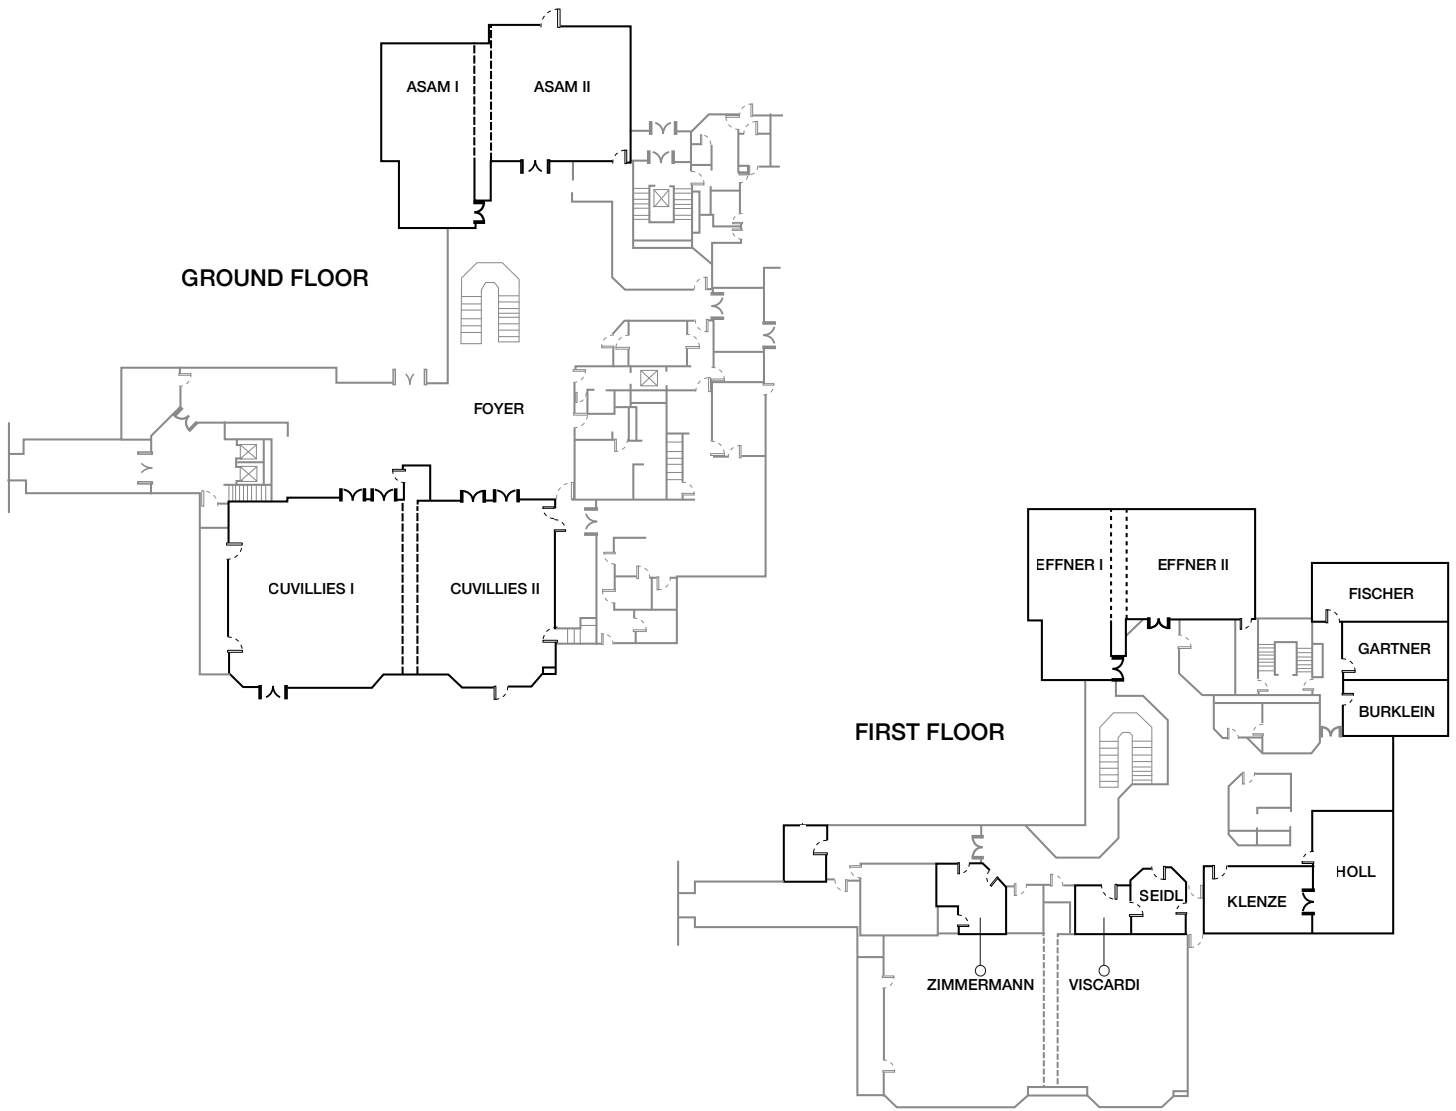 ASAM I
ASAM II
GROUND FLOOR
FOYER
CUVILLIES I
CUVILLIES II
EFFNER I
EFFNER II
FISCHER
GARTNER
BURKLEIN
FIRST FLOOR
HOLL
SEIDL
KLENZE
ZIMMERMANN
VISCARDI